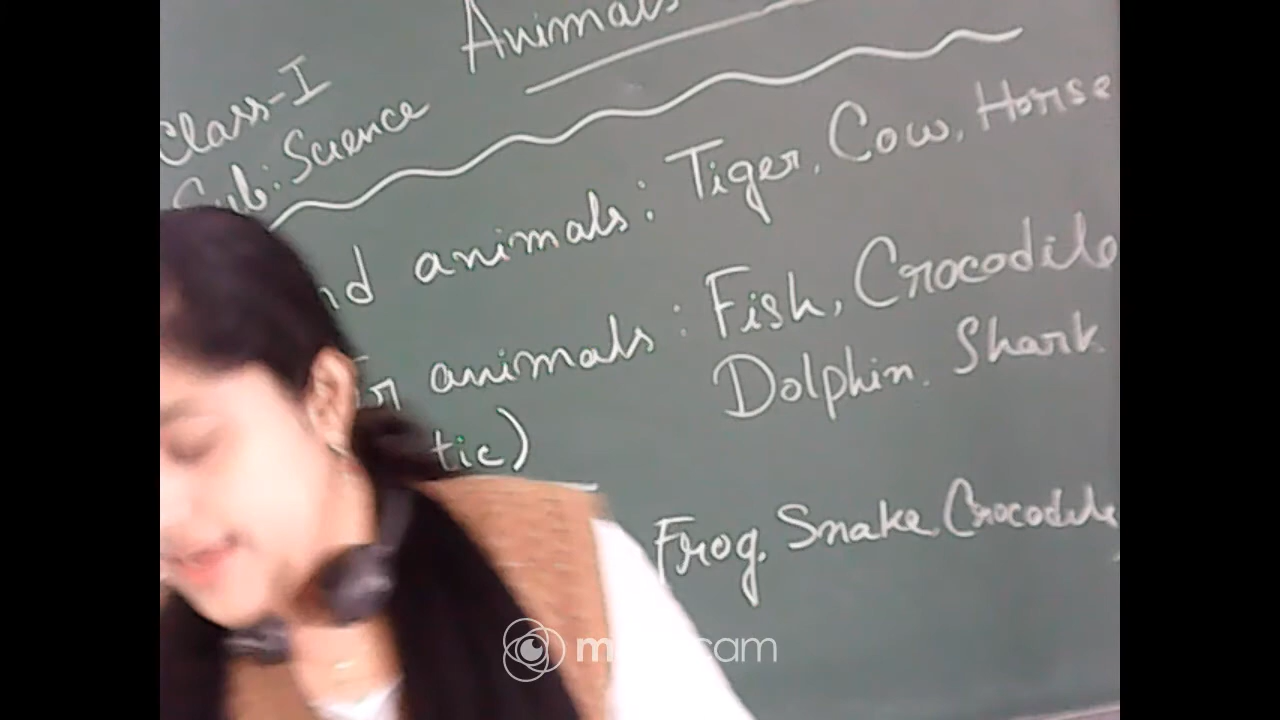 Animals
Class-I
Sub: Science
nd animals: Tiger, Cow, Horse
r animals: Fish, Crocodile
Dolphin. Shark
tic)
Frog. Snake, Crocodile